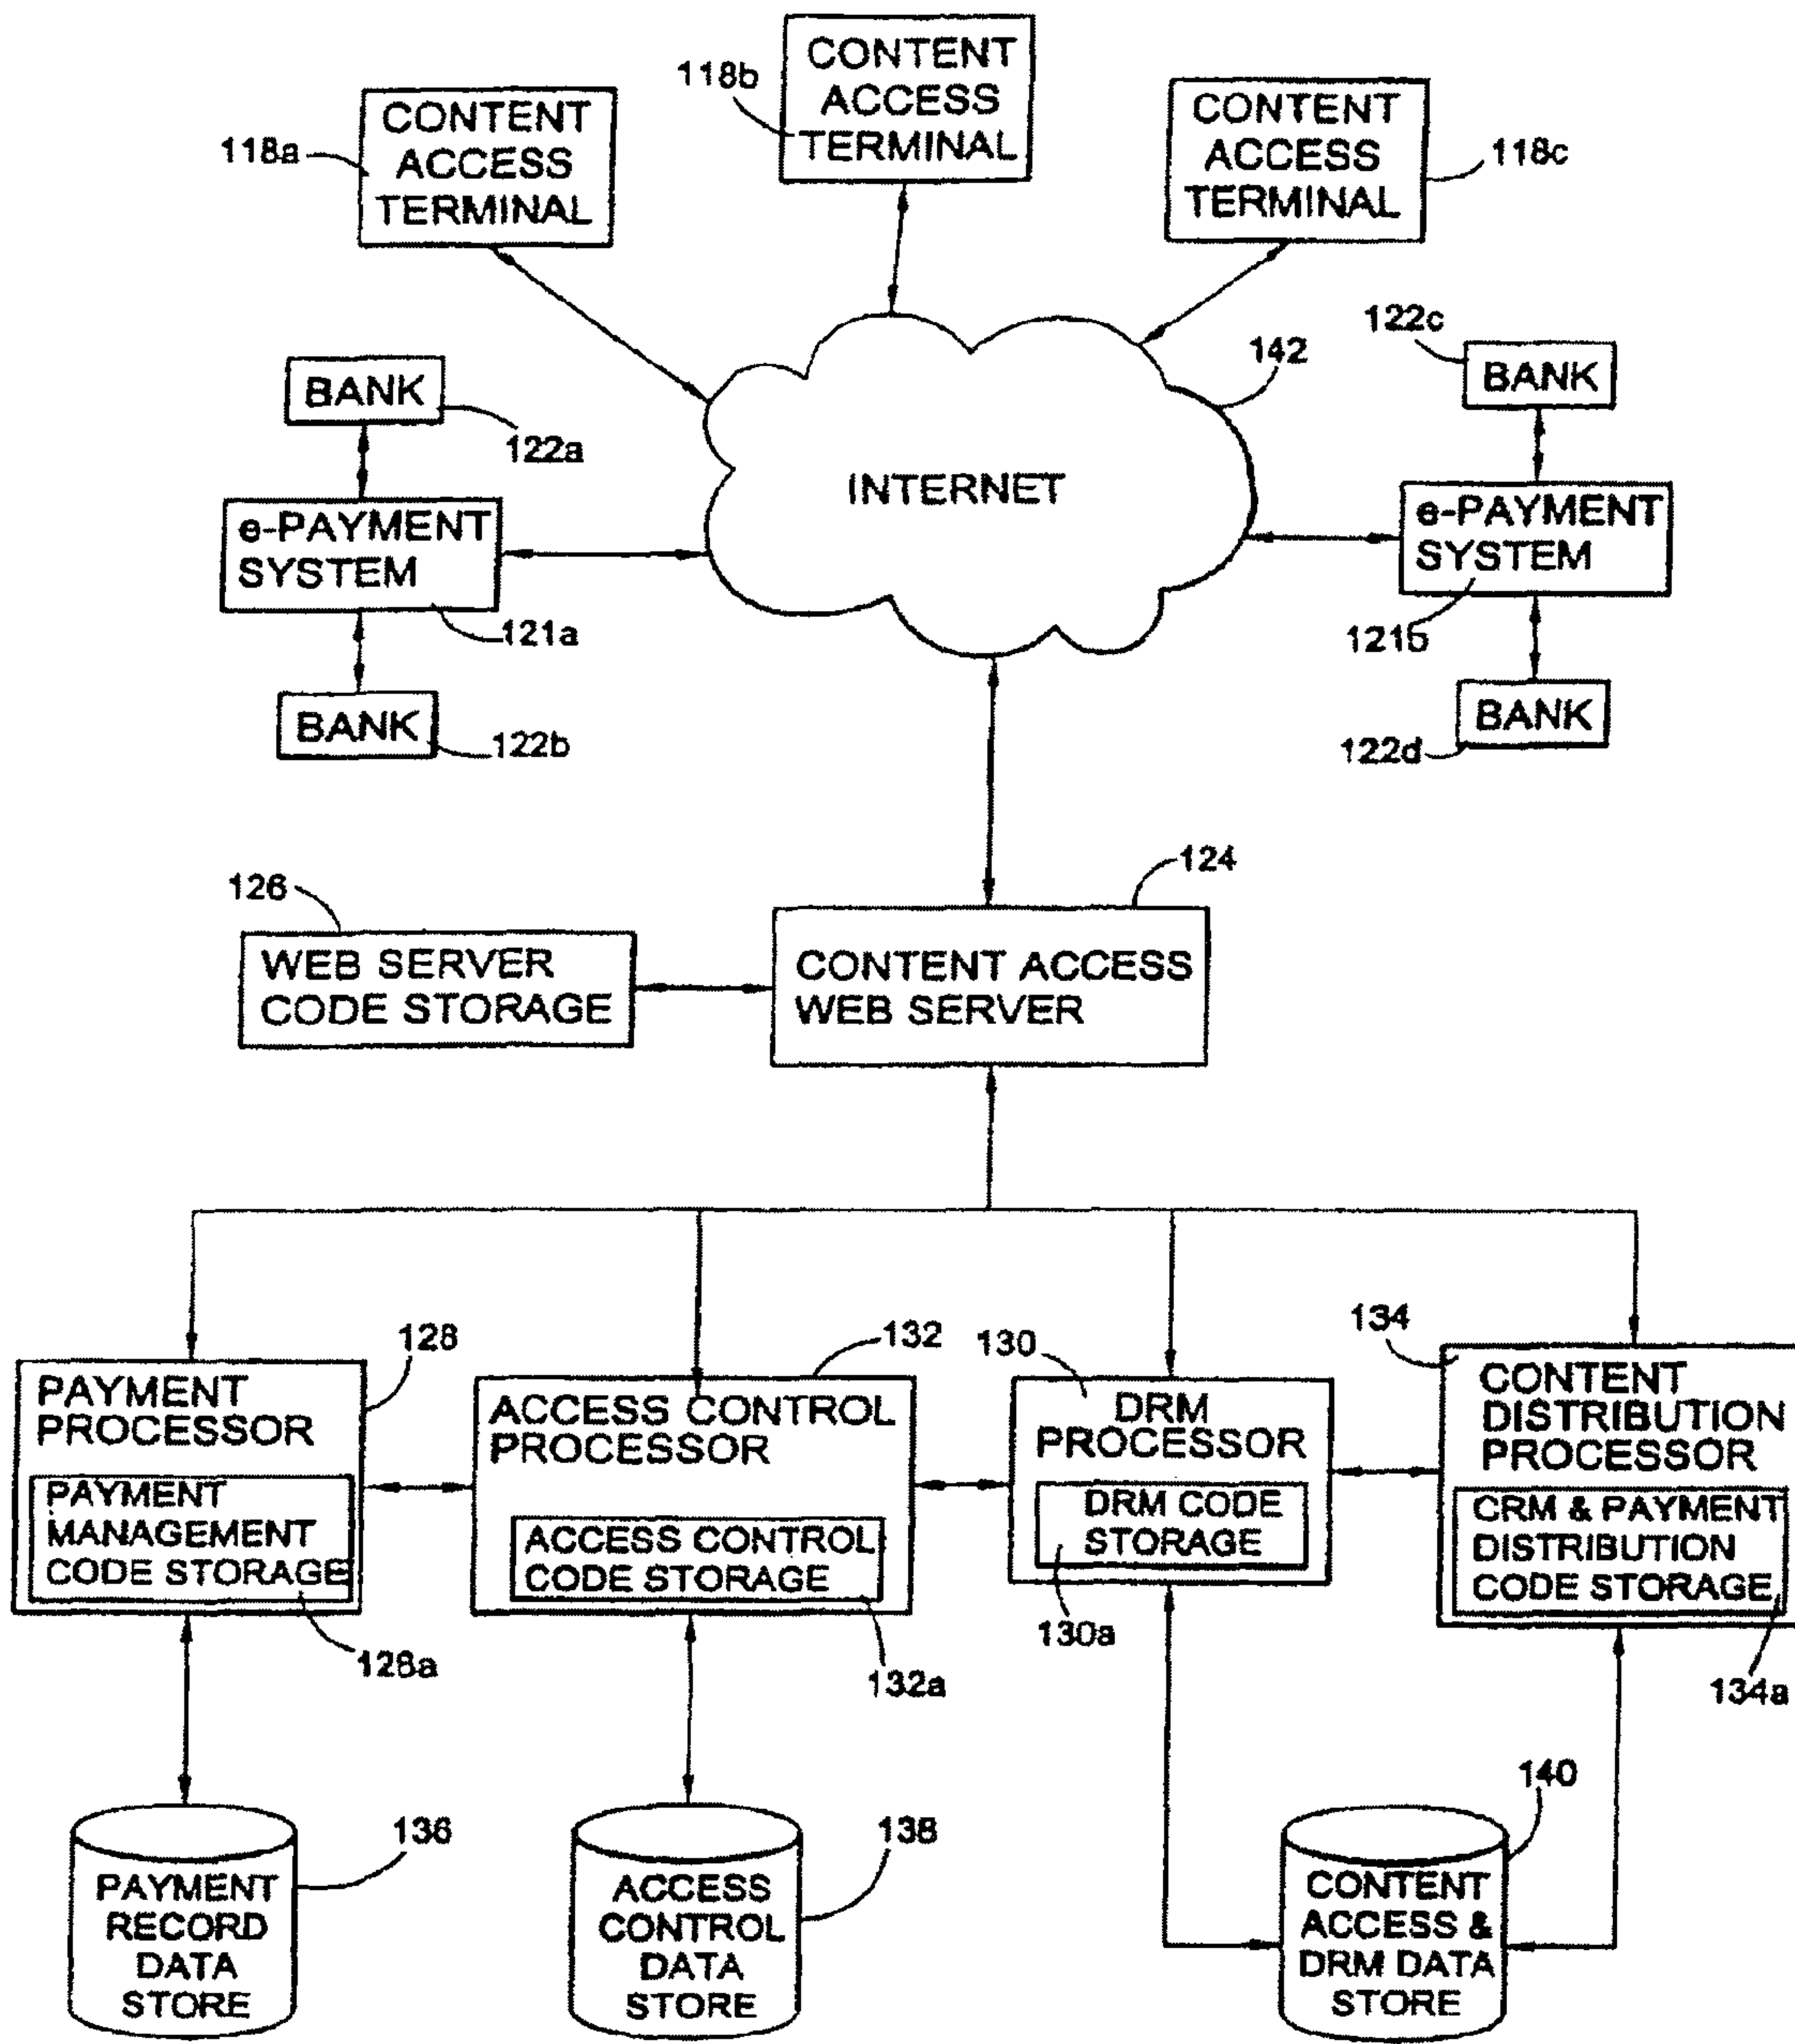 118a
CONTENT
ACCESS
TERMINAL
118b
CONTENT
ACCESS
TERMINAL
CONTENT
ACCESS
TERMINAL
118c
BANK
122a
e-PAYMENT
SYSTEM
121a
BANK
122b
INTERNET
142
122c
BANK
e-PAYMENT
SYSTEM
121b
BANK
122d
126
WEB SERVER
CODE STORAGE
124
CONTENT ACCESS
WEB SERVER
128
PAYMENT
PROCESSOR
PAYMENT
MANAGEMENT
CODE STORAGE
128a
132
ACCESS CONTROL
PROCESSOR
ACCESS CONTROL
CODE STORAGE
132a
130
DRM
PROCESSOR
DRM CODE
STORAGE
130a
134
CONTENT
DISTRIBUTION
PROCESSOR
CRM & PAYMENT
DISTRIBUTION
CODE STORAGE
134a
136
PAYMENT
RECORD
DATA
STORE
138
ACCESS
CONTROL
DATA
STORE
140
CONTENT
ACCESS &
DRM DATA
STORE